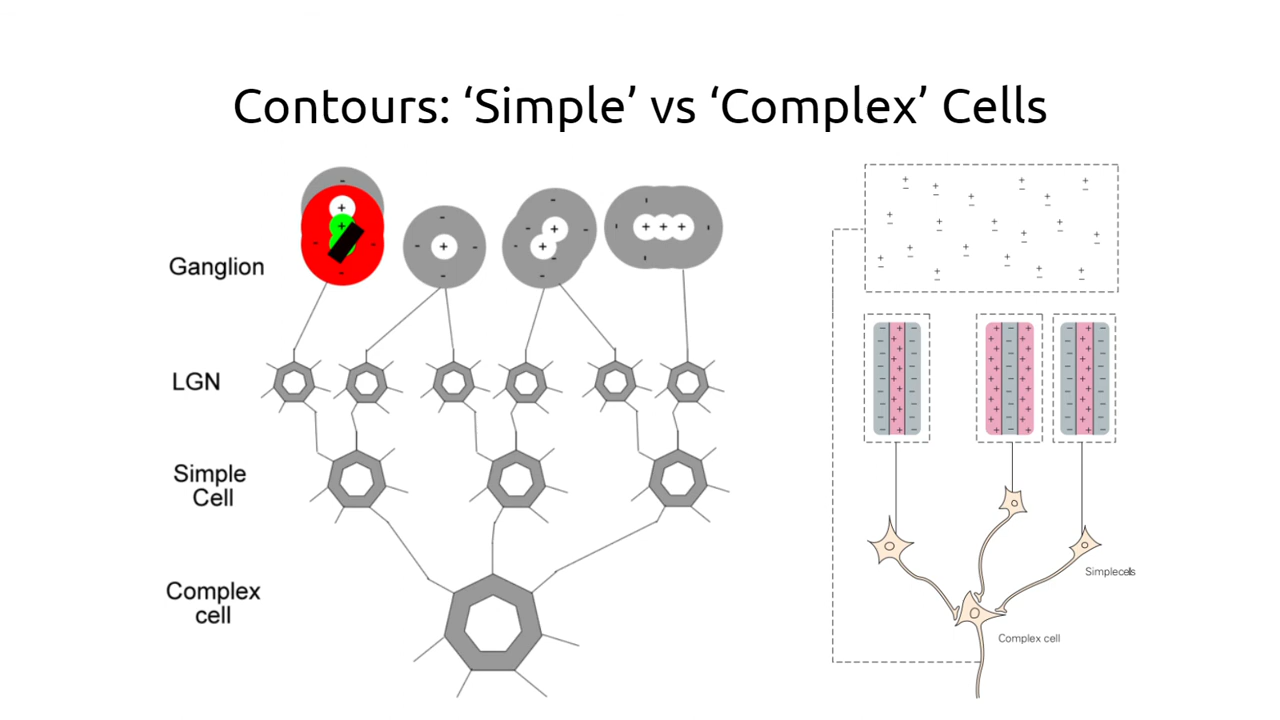 Contours: ‘Simple’ vs ‘Complex’ Cells
Ganglion
LGN
Simple
Cell
Complex
cell
Simplecells
Complex cell